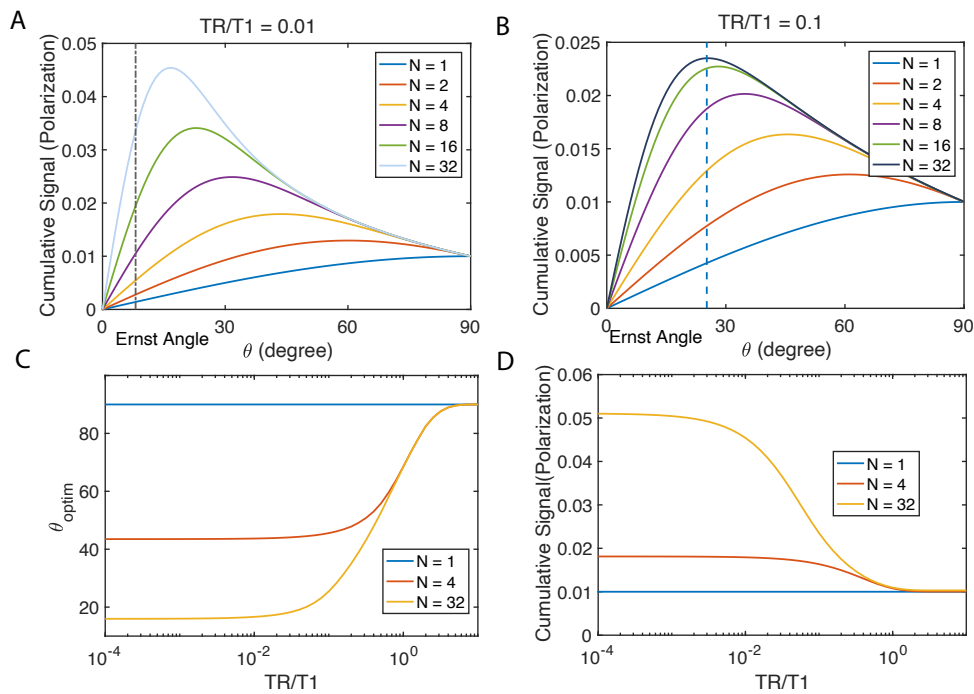 A
TR/T1 = 0.01
Cumulative Signal (Polarization)
0.05
0.04
0.03
0.02
0.01
0
N = 1
N = 2
N = 4
N = 8
N = 16
N = 32
0
30
60
90
Ernst Angle
θ (degree)
B
TR/T1 = 0.1
Cumulative Signal (Polarization)
0.025
0.02
0.015
0.01
0.005
0
N = 1
N = 2
N = 4
N = 8
N = 16
N = 32
0
30
60
90
Ernst Angle
θ (degree)
C
θoptim
80
60
40
20
N = 1
N = 4
N = 32
10^-4
10^-2
10^0
TR/T1
D
Cumulative Signal(Polarization)
0.06
0.05
0.04
0.03
0.02
0.01
0
N = 1
N = 4
N = 32
10^-4
10^-2
10^0
TR/T1